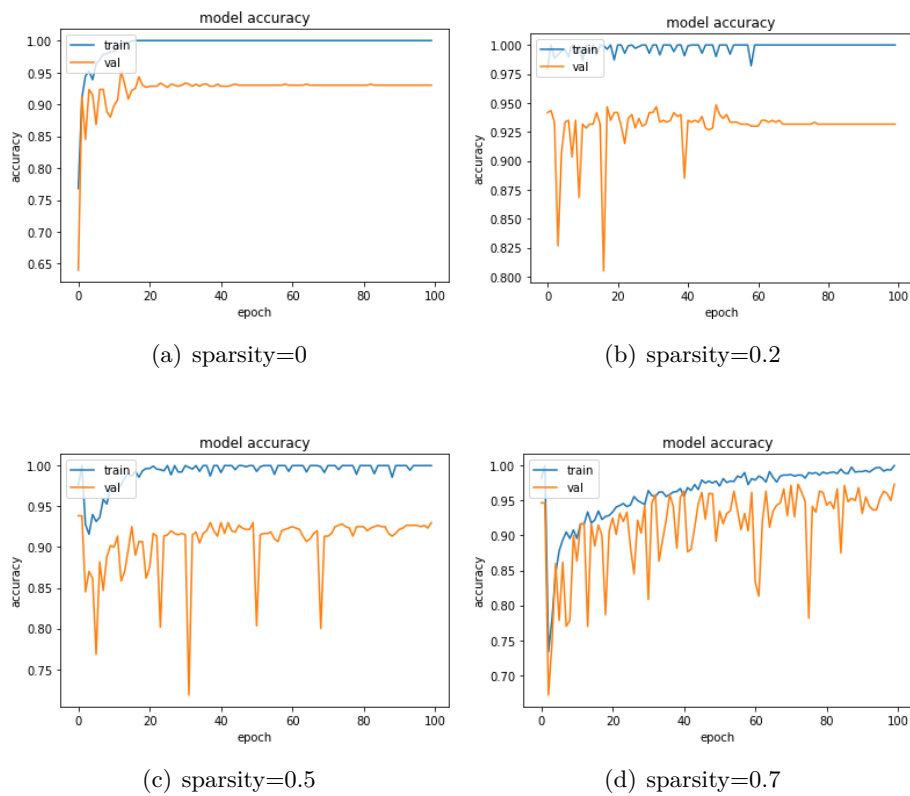 model accuracy
1.00
0.95
0.90
0.85
0.80
0.75
0.70
0.65
accuracy
train
val
0 20 40 60 80 100
epoch
(a) sparsity=0
model accuracy
1.000
0.975
0.950
0.925
0.900
0.875
0.850
0.825
0.800
accuracy
train
val
0 20 40 60 80 100
epoch
(b) sparsity=0.2
model accuracy
1.00
0.95
0.90
0.85
0.80
0.75
accuracy
train
val
0 20 40 60 80 100
epoch
(c) sparsity=0.5
model accuracy
1.00
0.95
0.90
0.85
0.80
0.75
0.70
accuracy
train
val
0 20 40 60 80 100
epoch
(d) sparsity=0.7